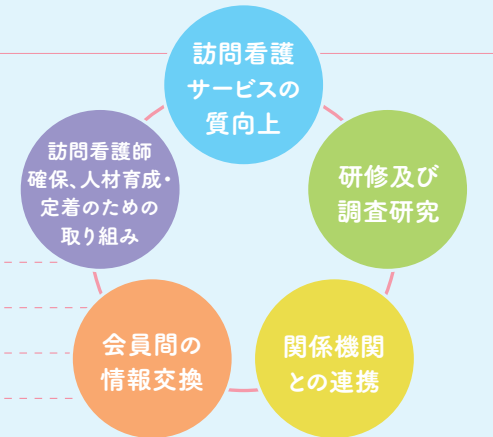 訪問看護
サービスの
質向上
研修及び
調査研究
関係機関
との連携
会員間の
情報交換
訪問看護師
確保、人材育成・
定着のための
取り組み